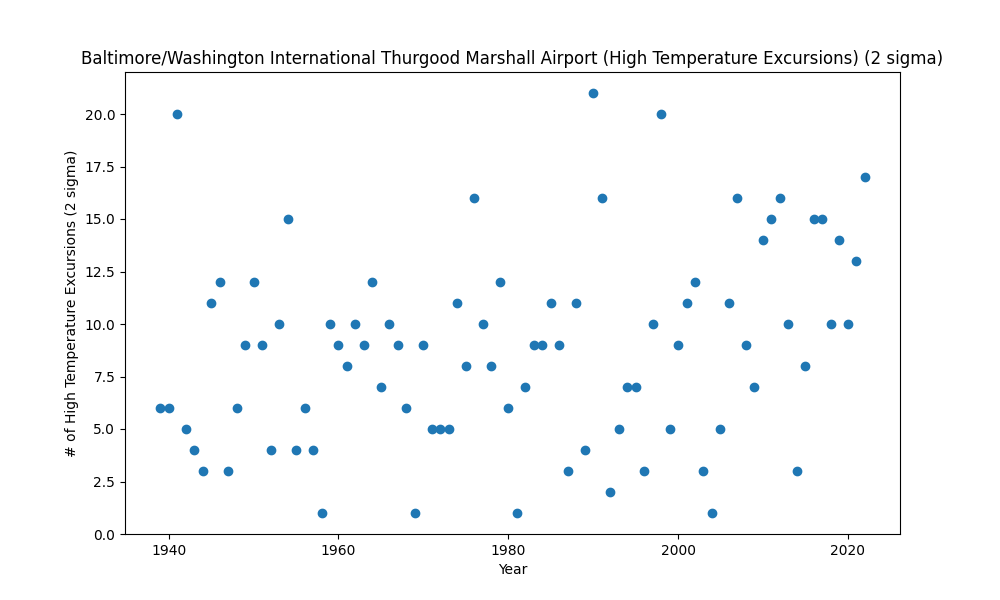 Baltimore/Washington International Thurgood Marshall Airport (High Temperature Excursions) (2 sigma)
# of High Temperature Excursions (2 sigma)
20.0
17.5
15.0
12.5
10.0
7.5
5.0
2.5
0.0
1940 1960 1980 2000 2020
Year